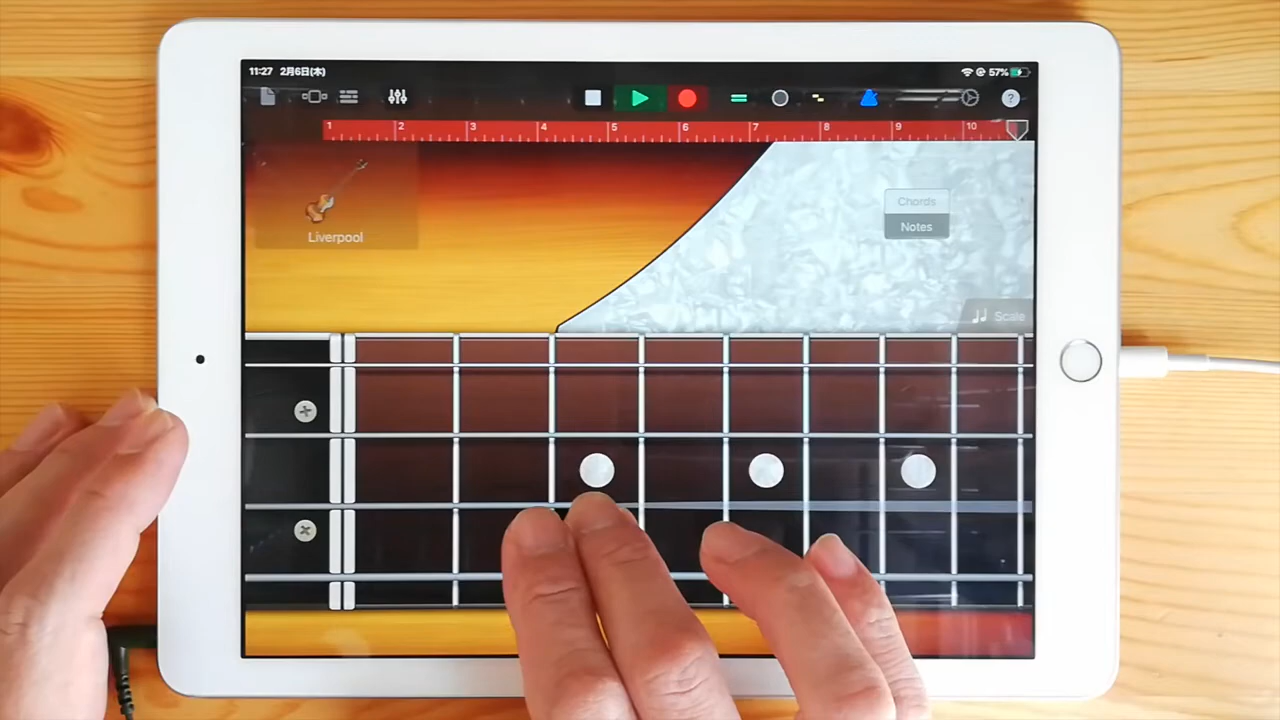 11:27 2月6日(木)
57%
?
1 2 3 4 5 6 7 8 9 10
Liverpool
Chords
Notes
Scale